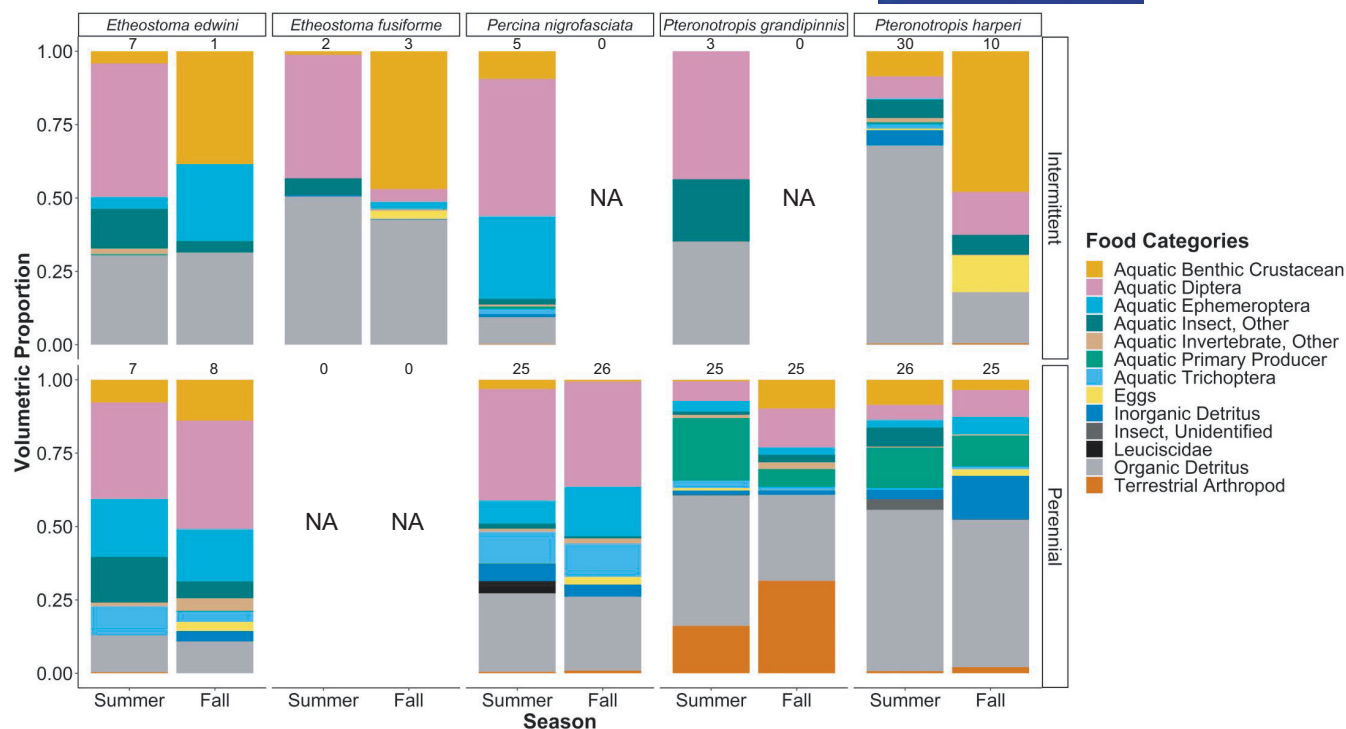 Etheostoma edwini
Etheostoma fusiforme
Percina nigrofasciata
Pteronotropis grandipinnis
Pteronotropis harperi
7 1 2 3 5 0 3 0 30 10
1.00
0.75
0.50
0.25
0.00
NA
NA
Intermittent
7 8 0 0 25 26 25 25 26 25
1.00
0.75
0.50
0.25
0.00
NA
NA
Perennial
Volumetric Proportion
Summer Fall Summer Fall Summer Fall Summer Fall Summer Fall
Season
Food Categories
Aquatic Benthic Crustacean
Aquatic Diptera
Aquatic Ephemeroptera
Aquatic Insect, Other
Aquatic Invertebrate, Other
Aquatic Primary Producer
Aquatic Trichoptera
Eggs
Inorganic Detritus
Insect, Unidentified
Leuciscidae
Organic Detritus
Terrestrial Arthropod